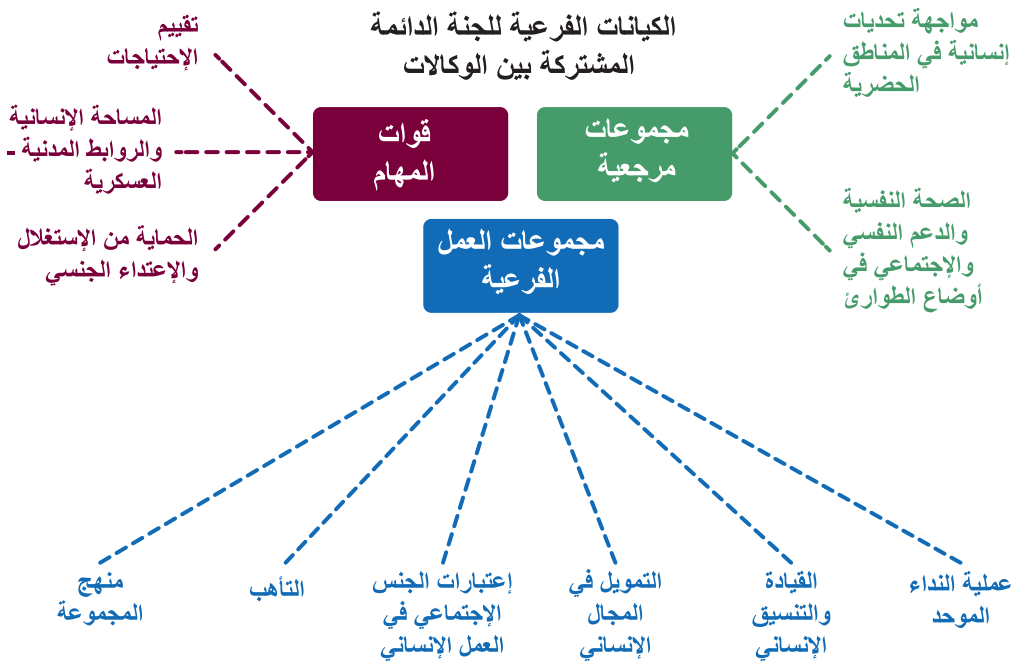 الكيانات الفرعية للجنة الدائمة
المشتركة بين الوكالات
مواجهة تحديات
إنسانية في المناطق
الحضرية
مجموعات
مرجعية
الصحة النفسية
والدعم النفسي
والإجتماعي في
أوضاع الطوارئ
قوات
المهام
تقييم
الإحتياجات
المساحة الإنسانية
والروابط المدنية -
العسكرية
الحماية من الإستغلال
والإعتداء الجنسي
مجموعات العمل
الفرعية
عملية النداء
الموحد
القيادة
والتنسيق
الإنساني
التمويل في
المجال
الإنساني
إعتبارات الجنس
الإجتماعي في
العمل الإنساني
التأهب
منهج
المجموعة